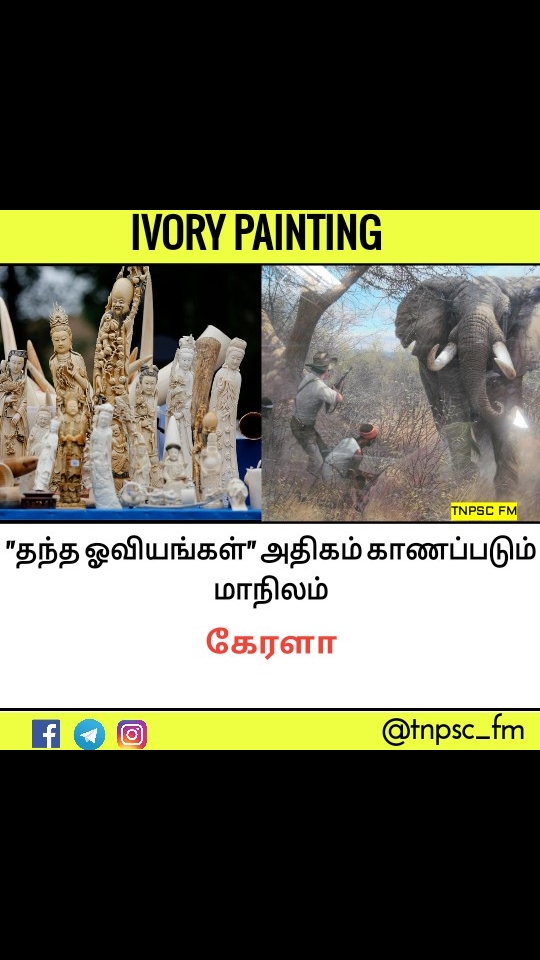 IVORY PAINTING
TNPSC FM
"தந்த ஓவியங்கள்" அதிகம் காணப்படும்
மாநிலம்
கேரளா
@tnpsc_fm